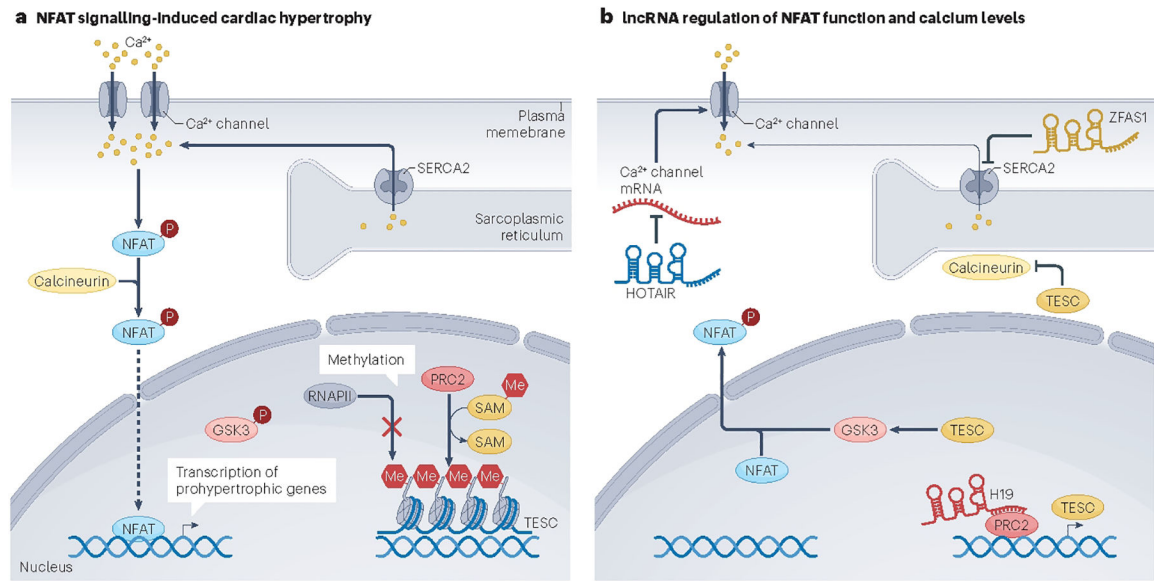 a NFAT signalling-induced cardiac hypertrophy
Ca²⁺
Ca²⁺ channel
Plasma
memebrane
SERCA2
Sarcoplasmic
reticulum
P
NFAT
Calcineurin
P
NFAT
Methylation
PRC2
Me
RNAPII
SAM
P
GSK3
SAM
Transcription of
prohypertrophic genes
Me
Me
Me
Me
TESC
NFAT
Nucleus
b lncRNA regulation of NFAT function and calcium levels
ZFAS1
Ca²⁺ channel
SERCA2
Ca²⁺ channel
mRNA
HOTAIR
Calcineurin
TESC
P
NFAT
GSK3
TESC
NFAT
H19
TESC
PRC2